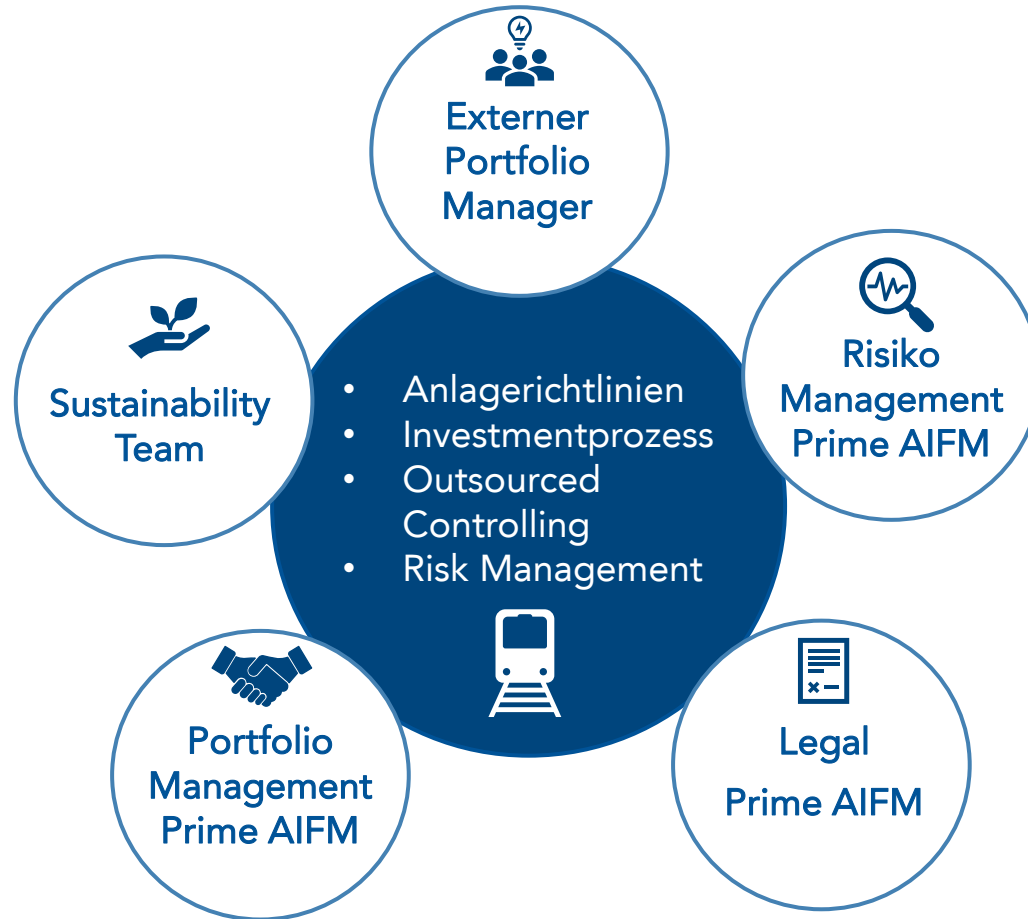 Externer
Portfolio
Manager
Sustainability
Team
• Anlagerichtlinien
• Investmentprozess
• Outsourced
Controlling
• Risk Management
Risiko
Management
Prime AIFM
Portfolio
Management
Prime AIFM
Legal
Prime AIFM